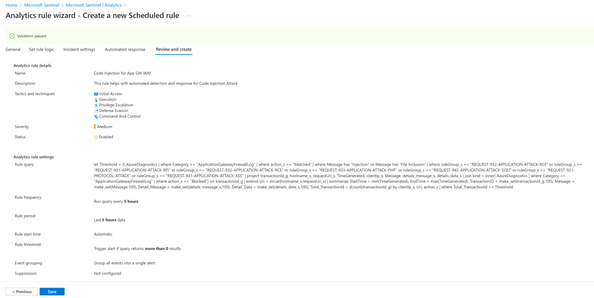 Home > Microsoft Sentinel > Microsoft Sentinel | Analytics >
Analytics rule wizard - Create a new Scheduled rule ...
Validation passed.
General Set rule logic Incident settings Automated response Review and create
Analytics rule details
Name Code Injection for App GW WAF
Description This rule helps with automated detection and response for Code Injection Attack
Tactics and techniques Initial Access
Execution
Privilege Escalation
Defense Evasion
Command And Control
Severity Medium
Status Enabled
Analytics rule settings
Rule query let Threshold = 3; AzureDiagnostics | where Category == "ApplicationGatewayFirewallLog" | where action_s == "Matched" | where Message has "Injection" or Message has "File Inclusion" | where ruleGroup_s == "REQUEST-932-APPLICATION-ATTACK-RCE" or ruleGroup_s ==
"REQUEST-931-APPLICATION-ATTACK-RFI" or ruleGroup_s == "REQUEST-932-APPLICATION-ATTACK-RCE" or ruleGroup_s == "REQUEST-933-APPLICATION-ATTACK-PHP" or ruleGroup_s == "REQUEST-942-APPLICATION-ATTACK-SQLI" or ruleGroup_s == "REQUEST-921-
PROTOCOL-ATTACK" or ruleGroup_s == "REQUEST-941-APPLICATION-ATTACK-XSS" | project transactionId_g, hostname_s, requestUri_s, TimeGenerated, clientIp_s, Message, details_message_s, details_data_s | join kind = inner( AzureDiagnostics | where Category ==
"ApplicationGatewayFirewallLog" | where action_s == "Blocked") on transactionId_g | extend Uri = strcat(hostname_s,requestUri_s) | summarize StartTime = min(TimeGenerated), EndTime = max(TimeGenerated), TransactionID = make_set(transactionId_g,100), Message =
make_set(Message,100), Detail_Message = make_set(details_message_s,100), Detail_Data = make_set(details_data_s,100), Total_TransactionId = dcount(transactionId_g) by clientIp_s, Uri, action_s | where Total_TransactionId >= Threshold
Rule frequency Run query every 5 hours
Rule period Last 5 hours data
Rule start time Automatic
Rule threshold Trigger alert if query returns more than 0 results
Event grouping Group all events into a single alert
Suppression Not configured
< Previous Save